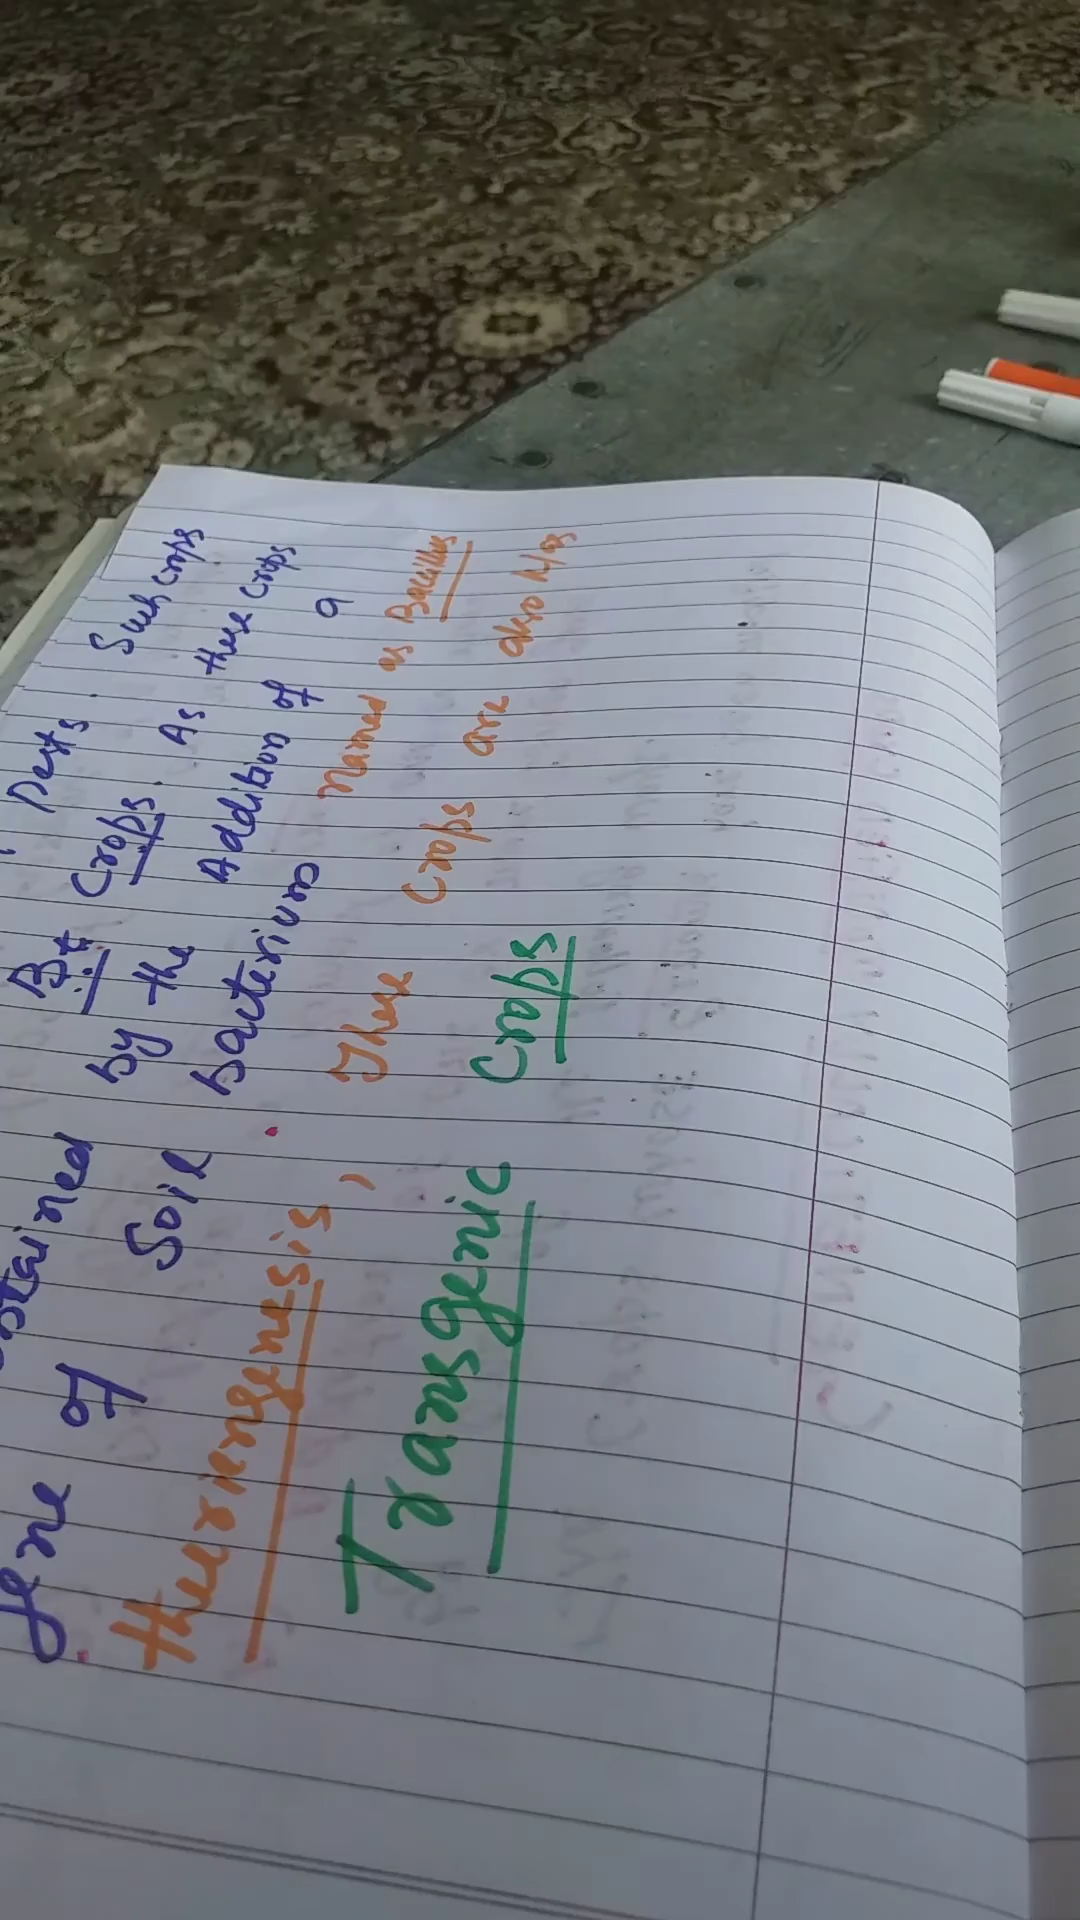 Pests. Such crops
Bt Crops. As these crops
obtained by the Addition of a
gene of Soil Bacterium named as Bacillus
theriengenesis, These Crops are also N/as
Transgenic Crops